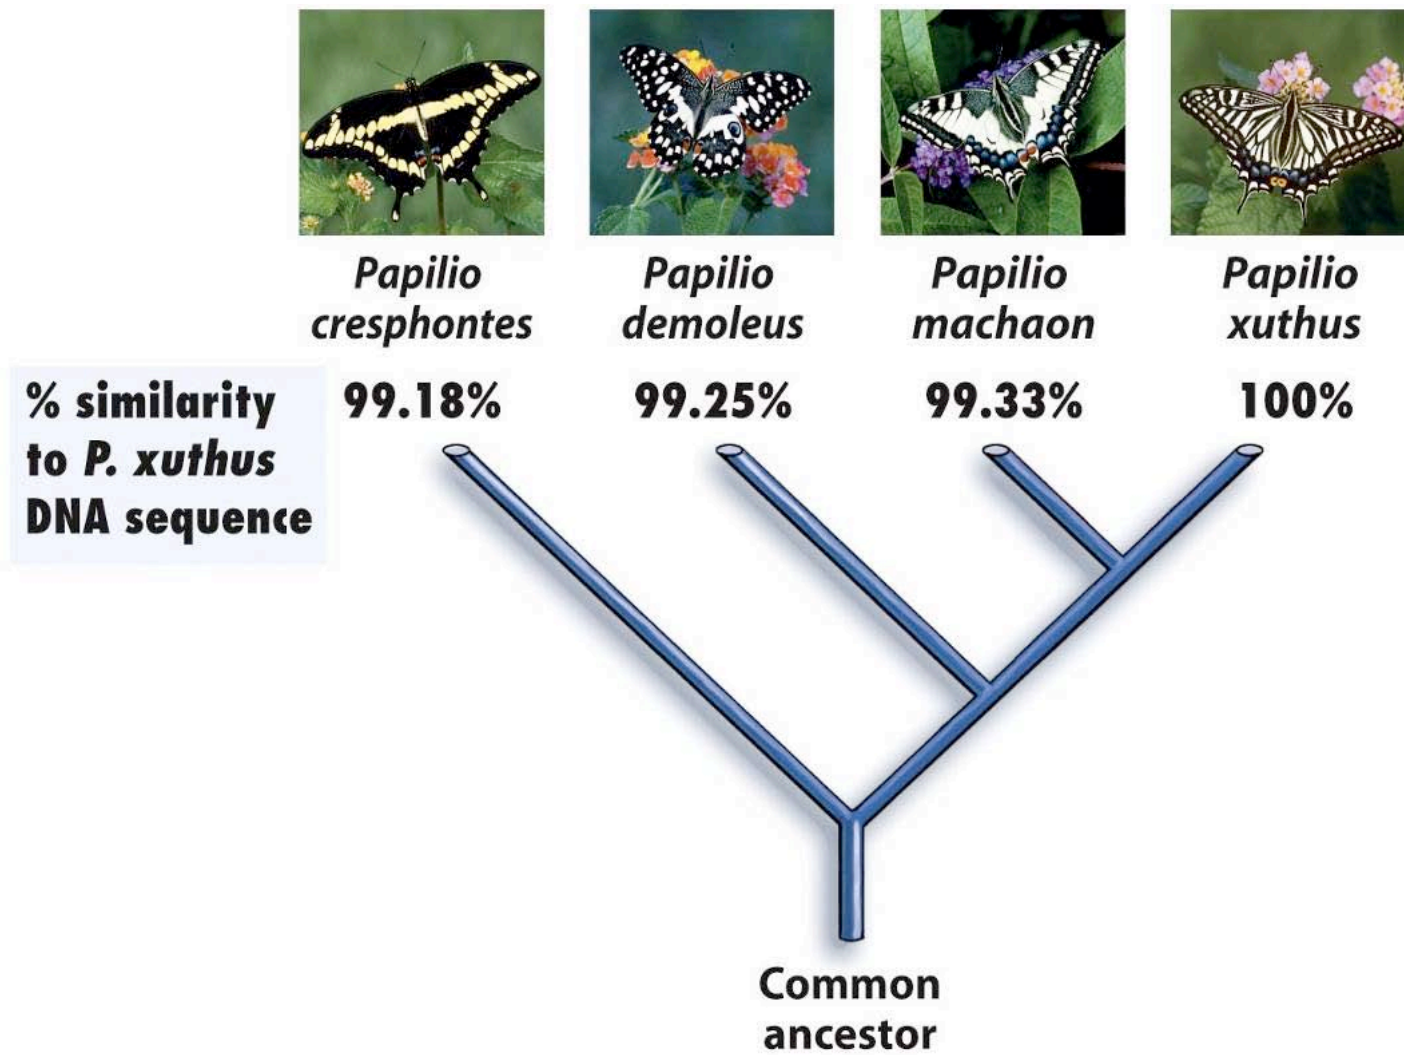 Papilio
cresphontes
Papilio
demoleus
Papilio
machaon
Papilio
xuthus
% similarity
to P. xuthus
DNA sequence
99.18%
99.25%
99.33%
100%
Common
ancestor